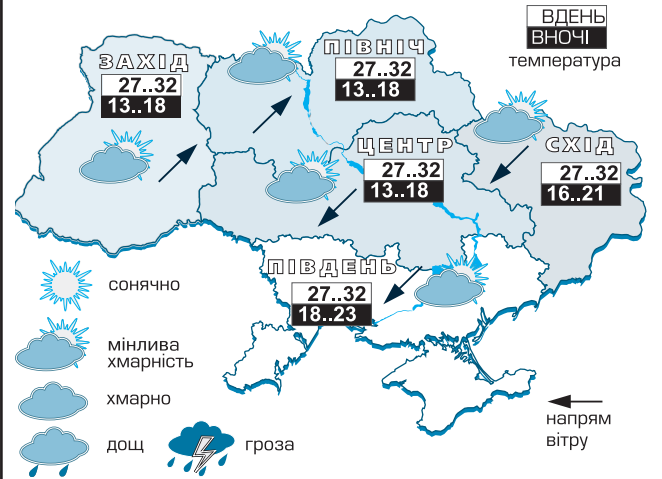 ВДЕНЬ
ВНОЧІ
температура
ПІВНІЧ
27..32
13..18
ЗАХІД
27..32
13..18
ЦЕНТР
27..32
13..18
СХІД
27..32
16..21
ПІВДЕНЬ
27..32
18..23
сонячно
мінлива
хмарність
хмарно
дощ
гроза
напрям
вітру